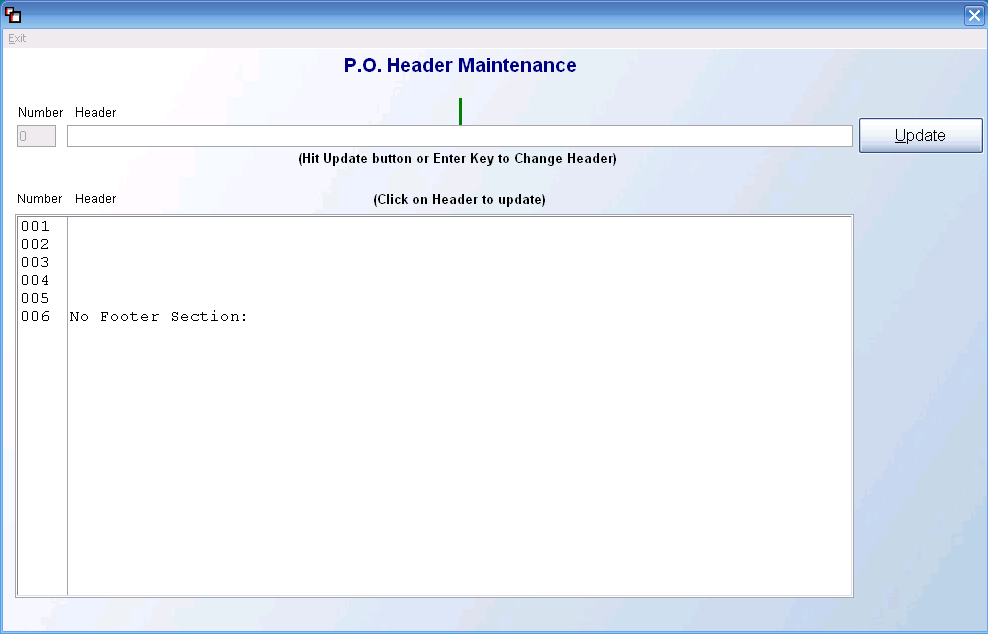 Exit
P.O. Header Maintenance
Number Header
0
Update
(Hit Update button or Enter Key to Change Header)
Number Header (Click on Header to update)
001
002
003
004
005
006 No Footer Section: